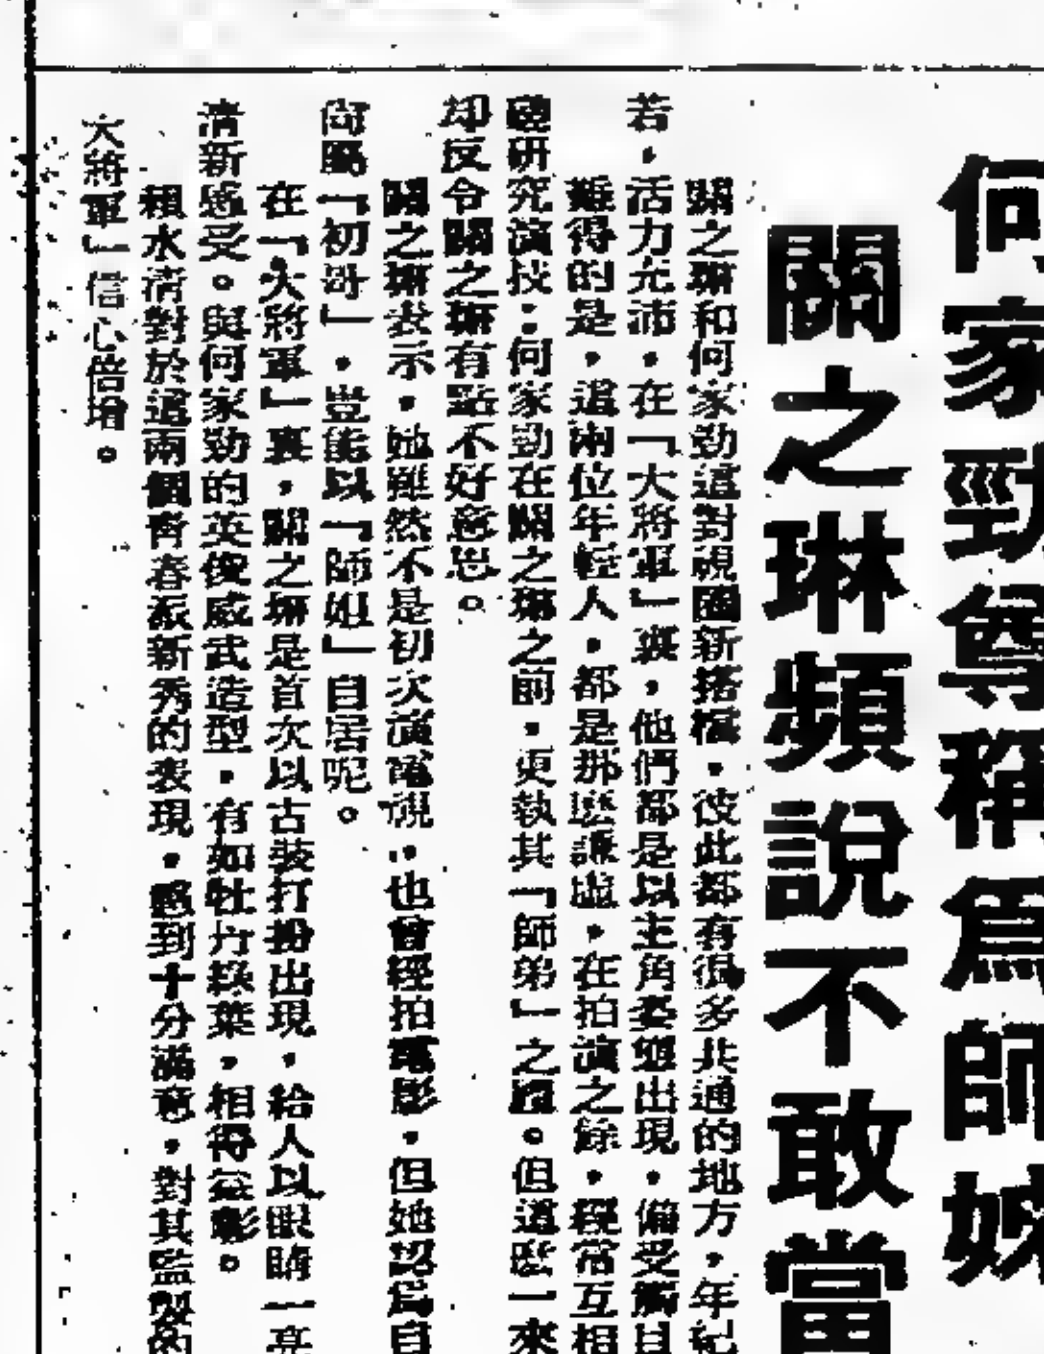 何家勁尊稱爲師姊
關之琳頻說不敢當
關之琳和何家勁這對視圈新搭檔，彼此都有很多共通的地方，年紀
若，活力充沛，在「大將軍」裏，他們都是以主角姿態出現，備受矚目
難得的是，這兩位年輕人，都是那麽謙虛，在拍演之餘，經常互相
磋研究演技；何家勁在關之琳之前，更執其「師弟」之禮。但這麽一來
却反令關之琳有點不好意思。
關之琳表示，她雖然不是初次演電視，也曾經拍電影，但她認爲自
尙屬「初哥」，豈能以「師姐」自居呢。
在「大將軍」裏，關之琳是首次以古裝打扮出現，給人以眼睛一亮
清新感受。與何家勁的英俊威武造型，有如牡丹綠葉，相得益彰。
賴水清對於這兩個靑春派新秀的表現，感到十分滿意，對其監製的
大將軍」信心倍增。